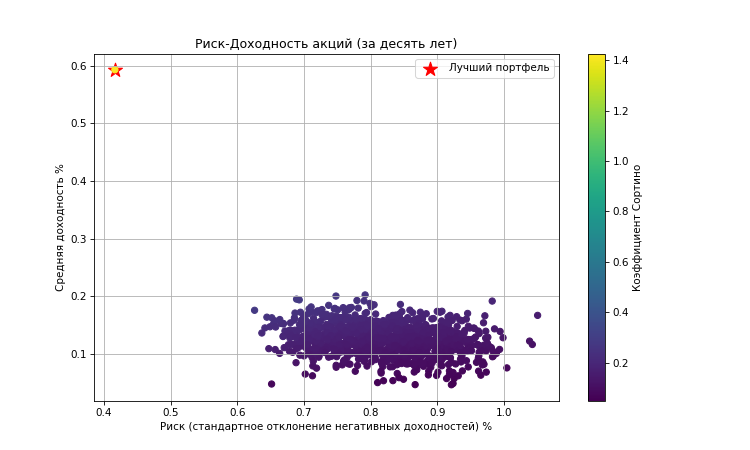 Риск-Доходность акций (за десять лет)
Лучший портфель
Средняя доходность %
0.6
0.5
0.4
0.3
0.2
0.1
0.4 0.5 0.6 0.7 0.8 0.9 1.0
Риск (стандартное отклонение негативных доходностей) %
1.4
1.2
1.0
0.8
0.6
0.4
0.2
Коэффициент Сортино